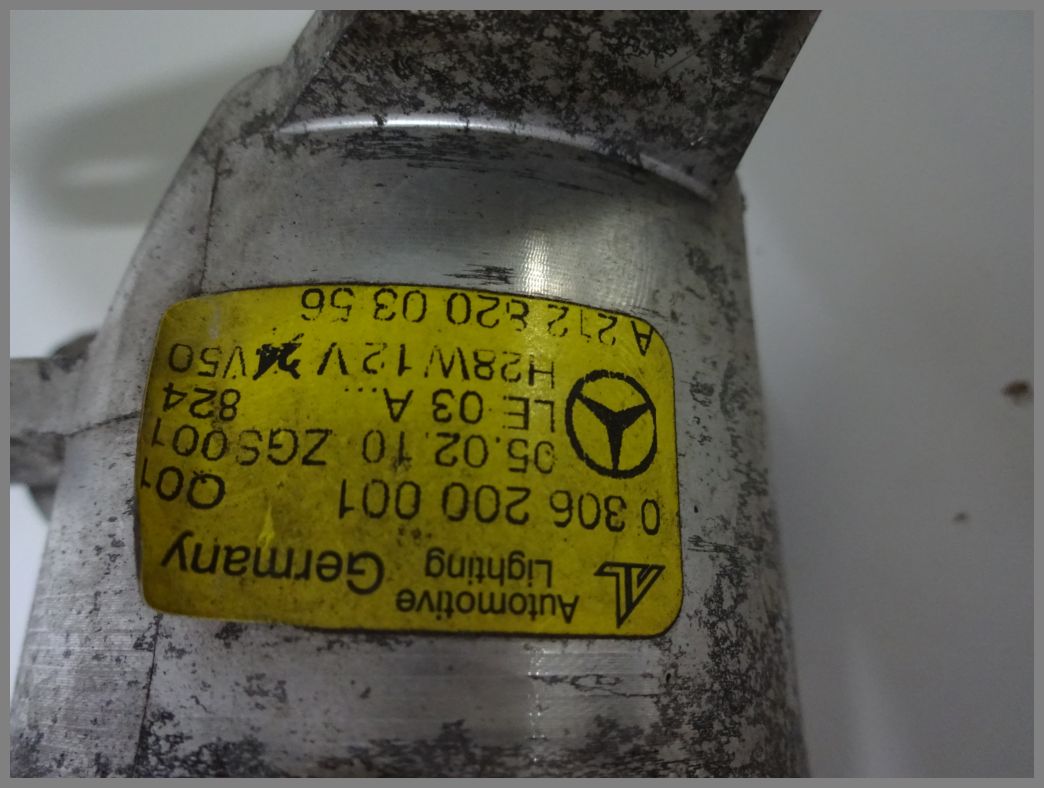 Automotive
Lighting Germany
0 306 200 001 Q01
05.02.10 ZGS001
LE 03 A... 824
H28W 12V V50
A 212 820 03 56